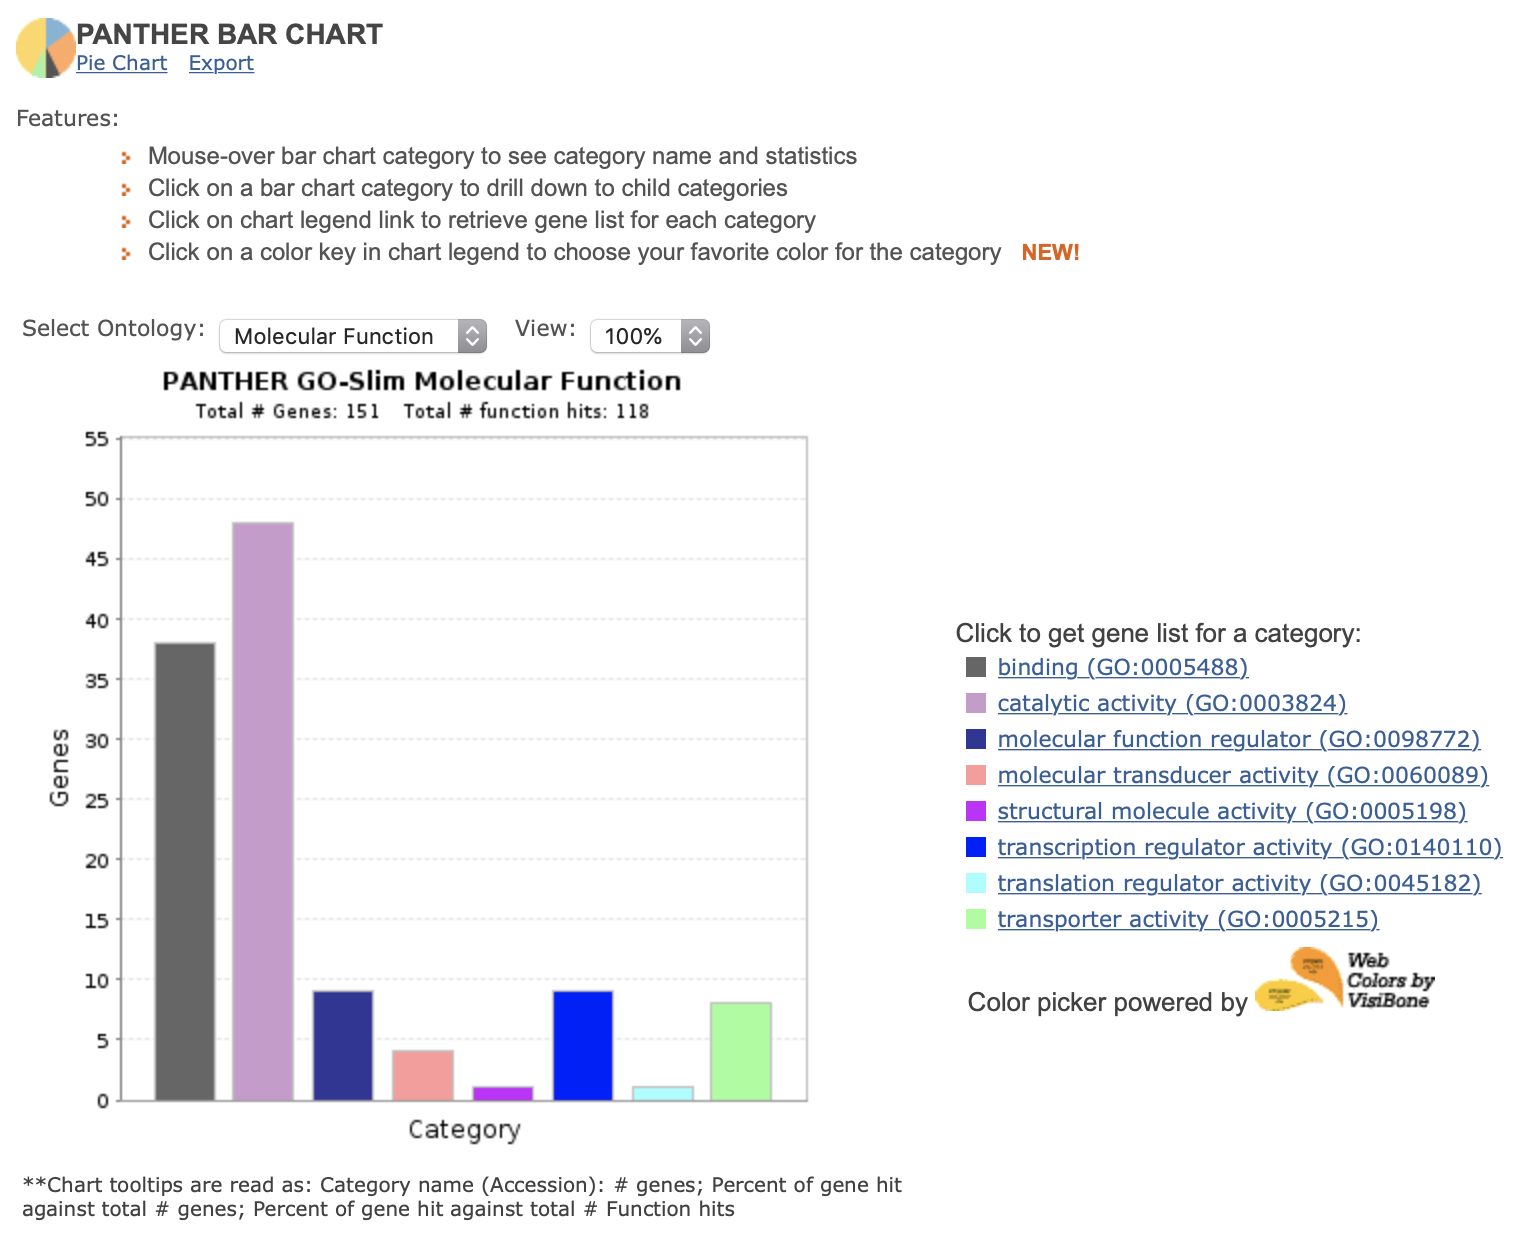 PANTHER BAR CHART
Pie Chart Export
Features:
Mouse-over bar chart category to see category name and statistics
Click on a bar chart category to drill down to child categories
Click on chart legend link to retrieve gene list for each category
Click on a color key in chart legend to choose your favorite color for the category NEW!
Select Ontology: Molecular Function View: 100%
PANTHER GO-Slim Molecular Function
Total # Genes: 151 Total # function hits: 118
55
50
45
40
35
30
25
20
15
10
5
0
Genes
Category
Click to get gene list for a category:
binding (GO:0005488)
catalytic activity (GO:0003824)
molecular function regulator (GO:0098772)
molecular transducer activity (GO:0060089)
structural molecule activity (GO:0005198)
transcription regulator activity (GO:0140110)
translation regulator activity (GO:0045182)
transporter activity (GO:0005215)
Color picker powered by
Web
Colors by
VisiBone
**Chart tooltips are read as: Category name (Accession): # genes; Percent of gene hit
against total # genes; Percent of gene hit against total # Function hits